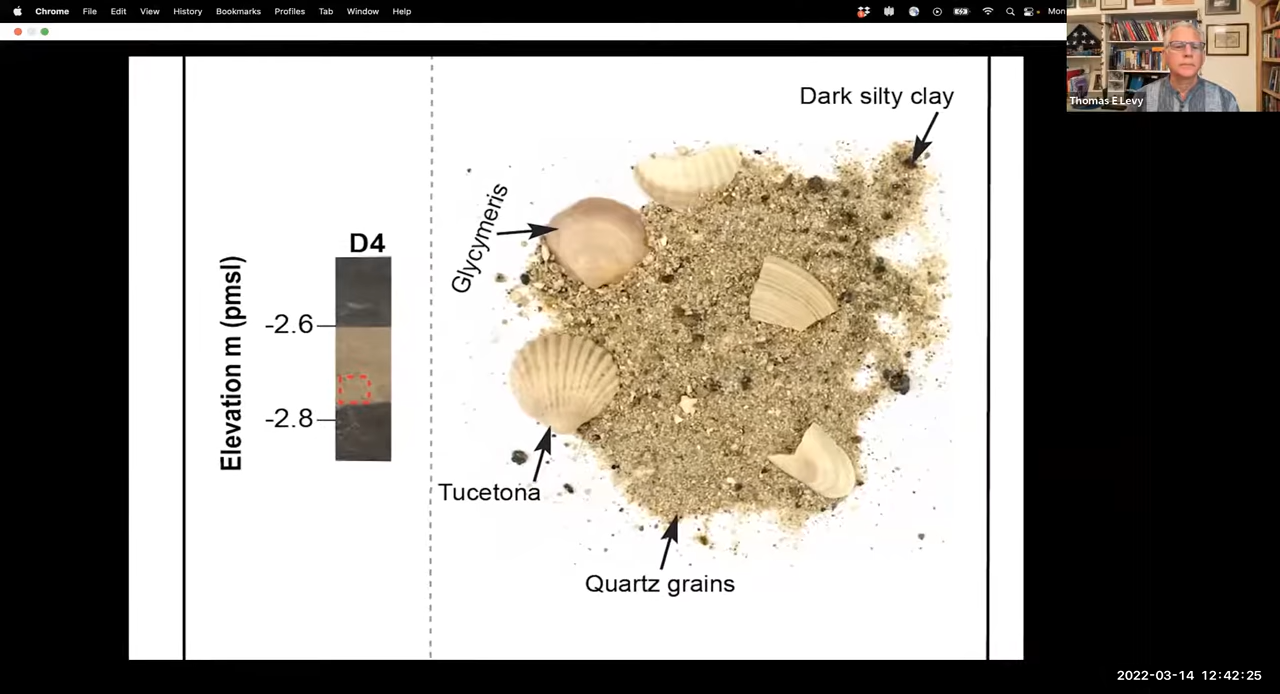 Chrome File Edit View History Bookmarks Profiles Tab Window Help
Mon
Thomas E Levy
Dark silty clay
Glycymeris
D4
Elevation m (pmsl)
-2.6
-2.8
Tucetona
Quartz grains
2022-03-14 12:42:25